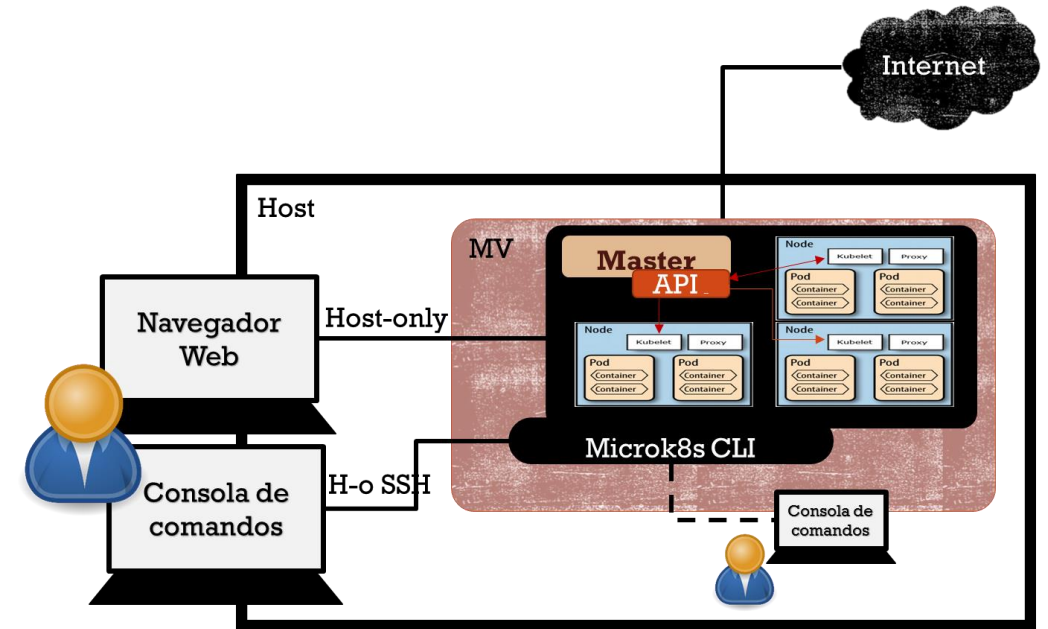 Internet
Host
MV
Master
API
Node
Kubelet Proxy
Pod Pod
Container Container
Container Container
Navegador
Web
Host-only
Node
Kubelet Proxy
Pod Pod
Container Container
Container Container
Node
Kubelet Proxy
Pod Pod
Container Container
Container Container
Microk8s CLI
Consola de
comandos
H-o SSH
Consola de
comandos